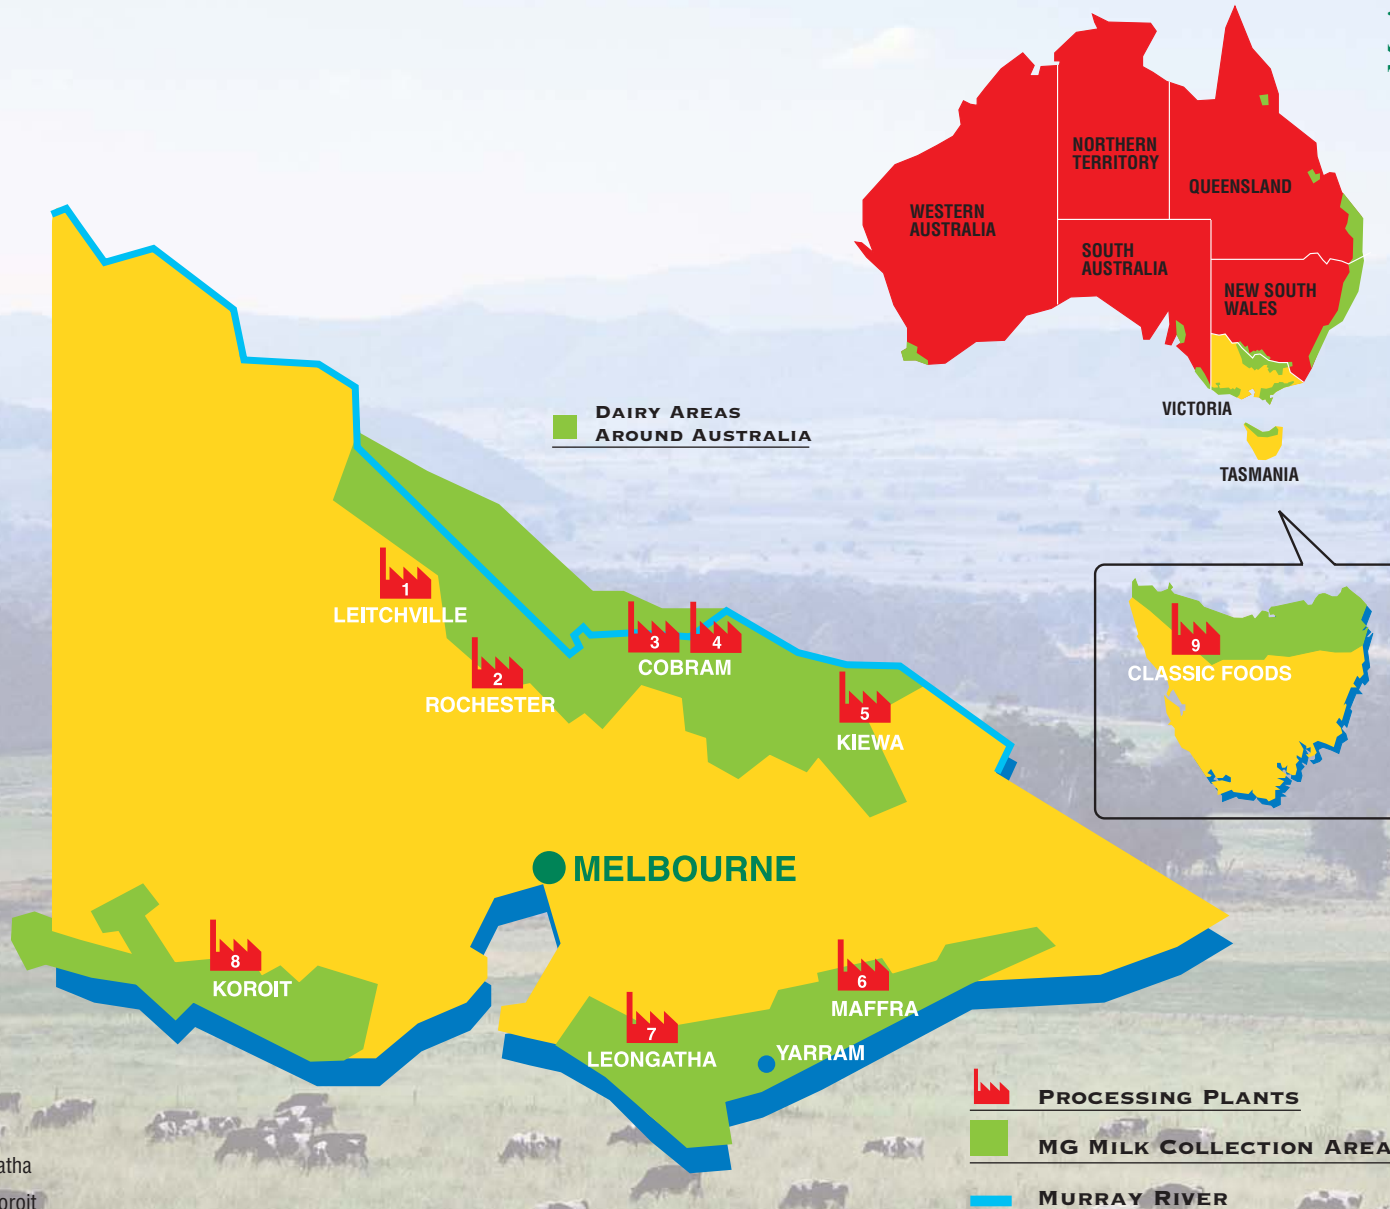 NORTHERN
TERRITORY
QUEENSLAND
WESTERN
AUSTRALIA
SOUTH
AUSTRALIA
NEW SOUTH
WALES
VICTORIA
TASMANIA
DAIRY AREAS
AROUND AUSTRALIA
1
LEITCHVILLE
2
ROCHESTER
3
4
COBRAM
5
KIEWA
9
CLASSIC FOODS
MELBOURNE
8
KOROIT
6
MAFFRA
7
LEONGATHA
YARRAM
PROCESSING PLANTS
MG MILK COLLECTION AREA
MURRAY RIVER
atha
oroit